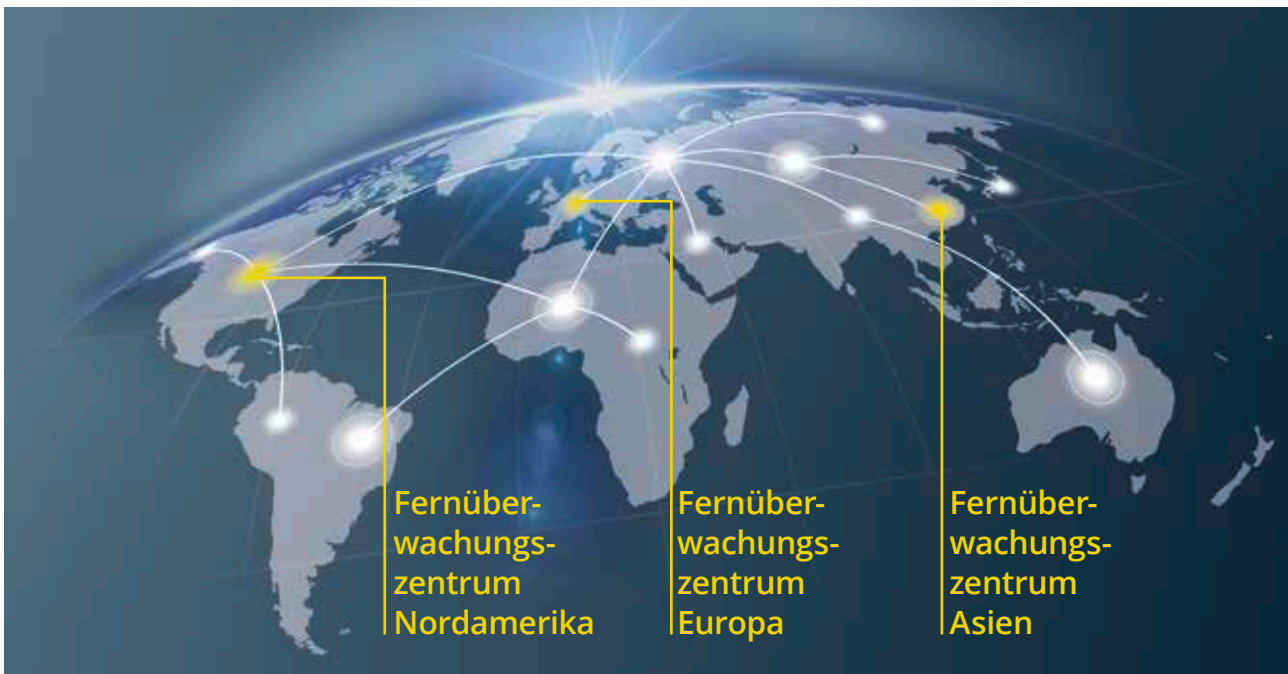 Fernüber-
wachungs-
zentrum
Nordamerika
Fernüber-
wachungs-
zentrum
Europa
Fernüber-
wachungs-
zentrum
Asien